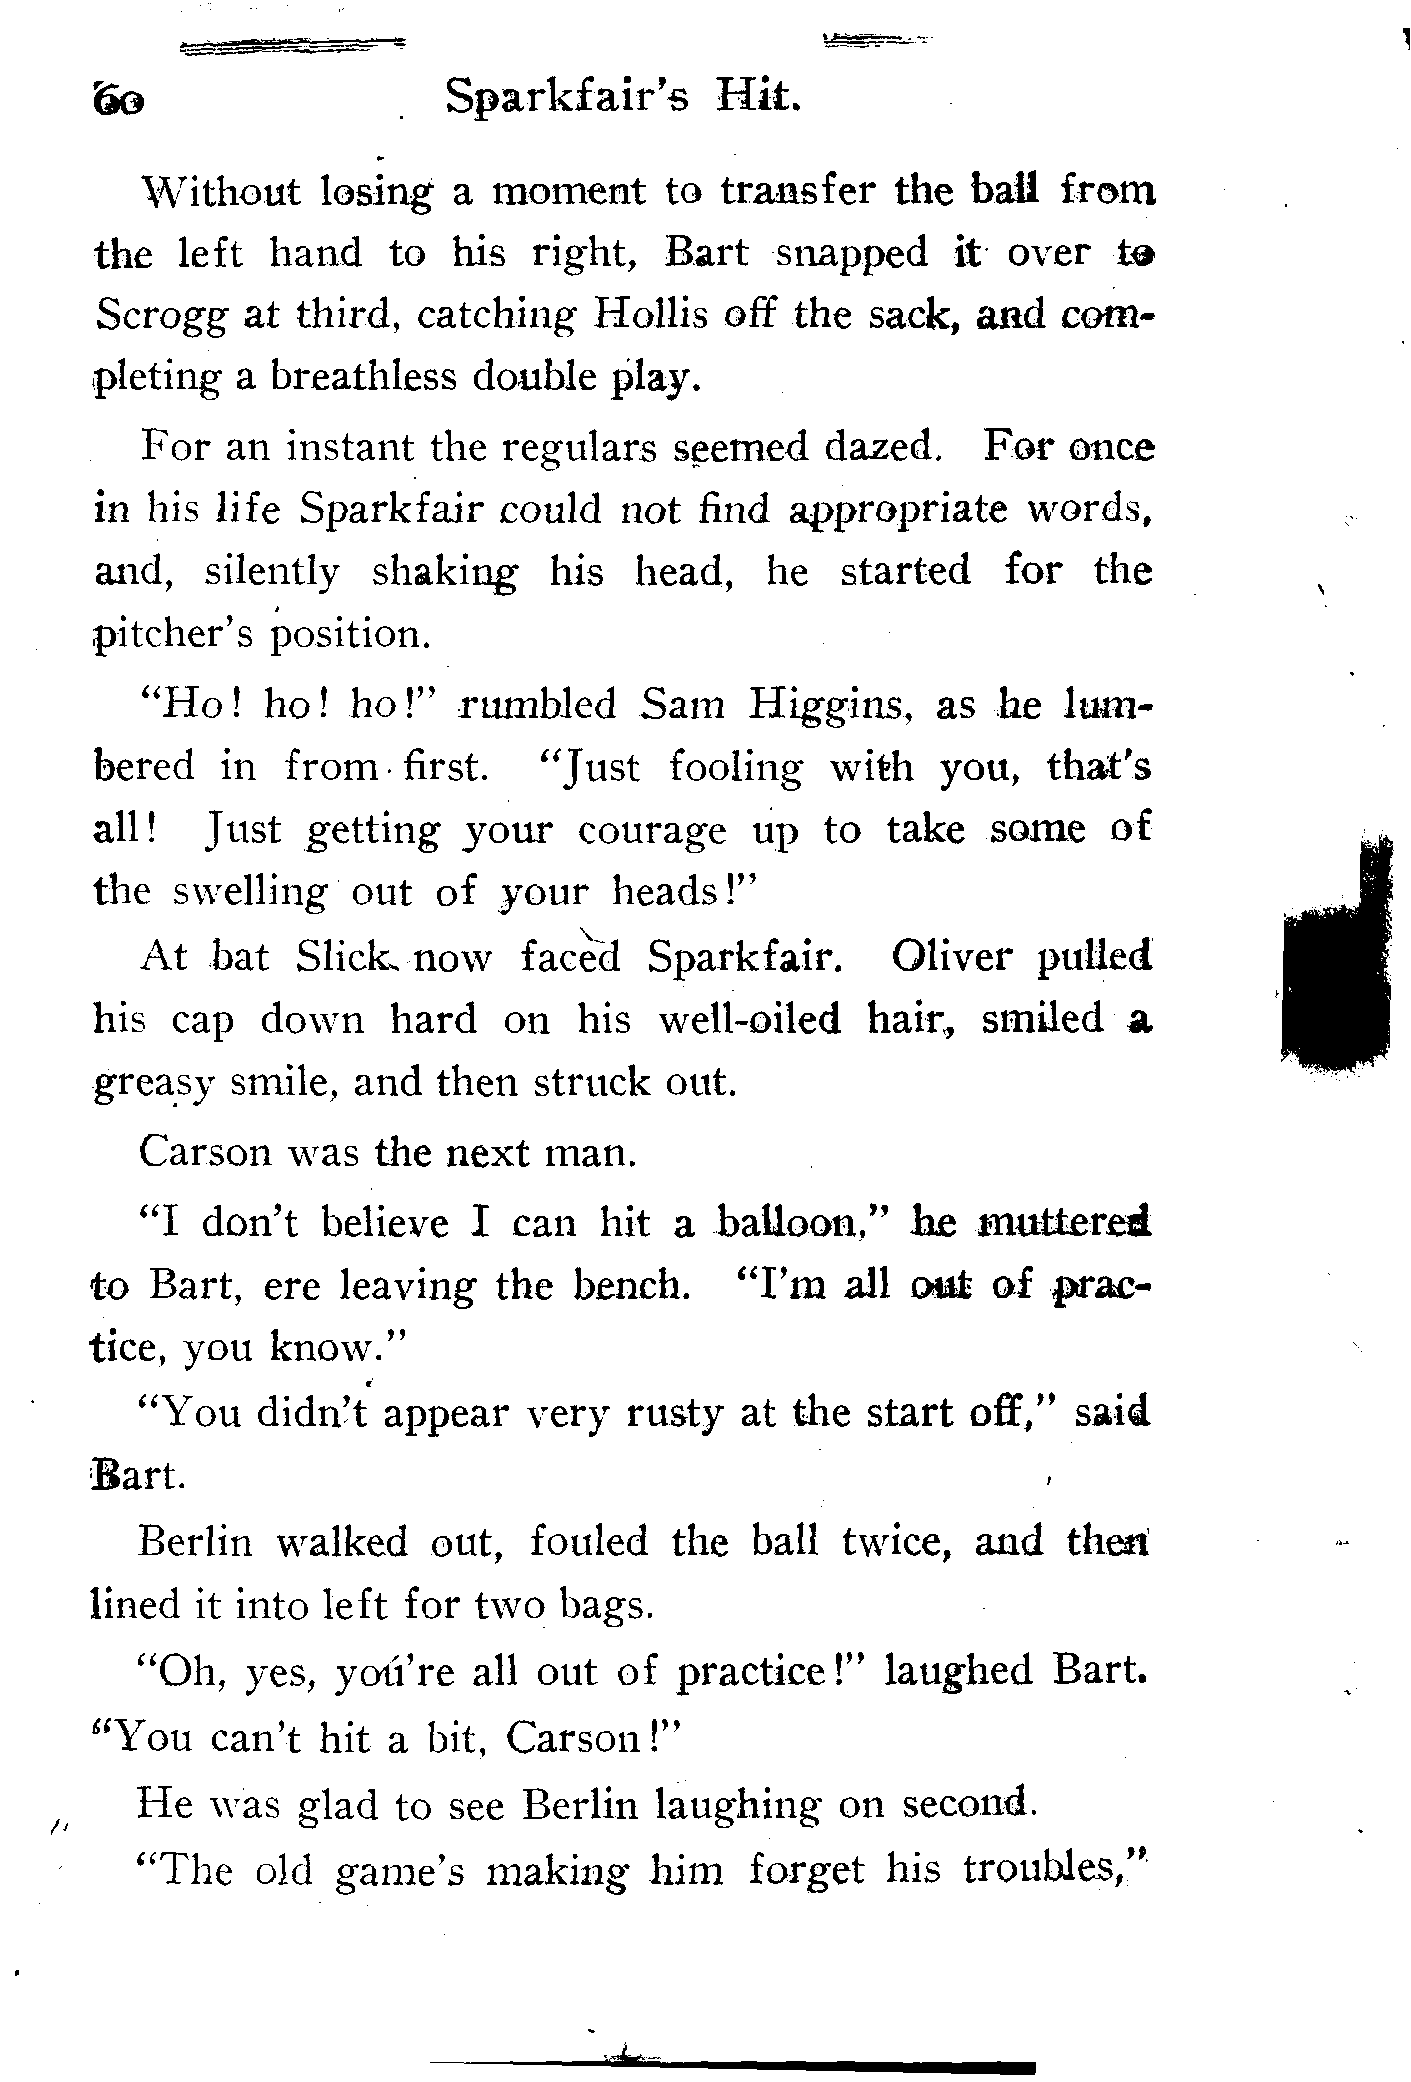 60 Sparkfair's Hit.
Without losing a moment to transfer the ball from
the left hand to his right, Bart snapped it over to
Scrogg at third, catching Hollis off the sack, and com-
pleting a breathless double play.
For an instant the regulars seemed dazed. For once
in his life Sparkfair could not find appropriate words,
and, silently shaking his head, he started for the
pitcher's position.
"Ho! ho! ho!" rumbled Sam Higgins, as he lum-
bered in from first. "Just fooling with you, that's
all! Just getting your courage up to take some of
the swelling out of your heads!"
At bat Slick now faced Sparkfair. Oliver pulled
his cap down hard on his well-oiled hair, smiled a
greasy smile, and then struck out.
Carson was the next man.
"I don't believe I can hit a balloon," he muttered
to Bart, ere leaving the bench. "I'm all out of prac-
tice, you know."
"You didn't appear very rusty at the start off," said
Bart.
Berlin walked out, fouled the ball twice, and then
lined it into left for two bags.
"Oh, yes, you're all out of practice!" laughed Bart.
"You can't hit a bit, Carson!"
He was glad to see Berlin laughing on second.
"The old game's making him forget his troubles,"